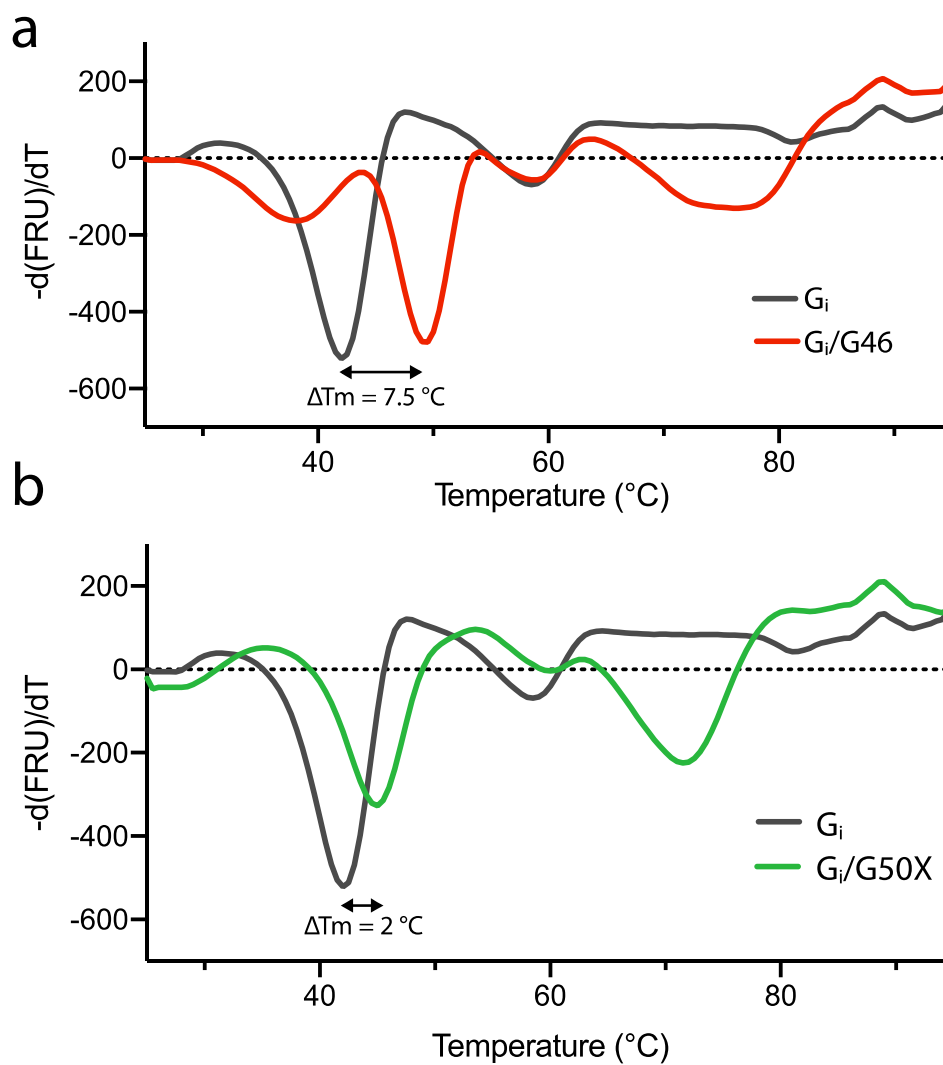 a
200
0
-200
-400
-600
-d(FRU)/dT
Gᵢ
Gᵢ/G46
ΔTm = 7.5 °C
40 60 80
Temperature (°C)
b
200
0
-200
-400
-600
-d(FRU)/dT
Gᵢ
Gᵢ/G50X
ΔTm = 2 °C
40 60 80
Temperature (°C)